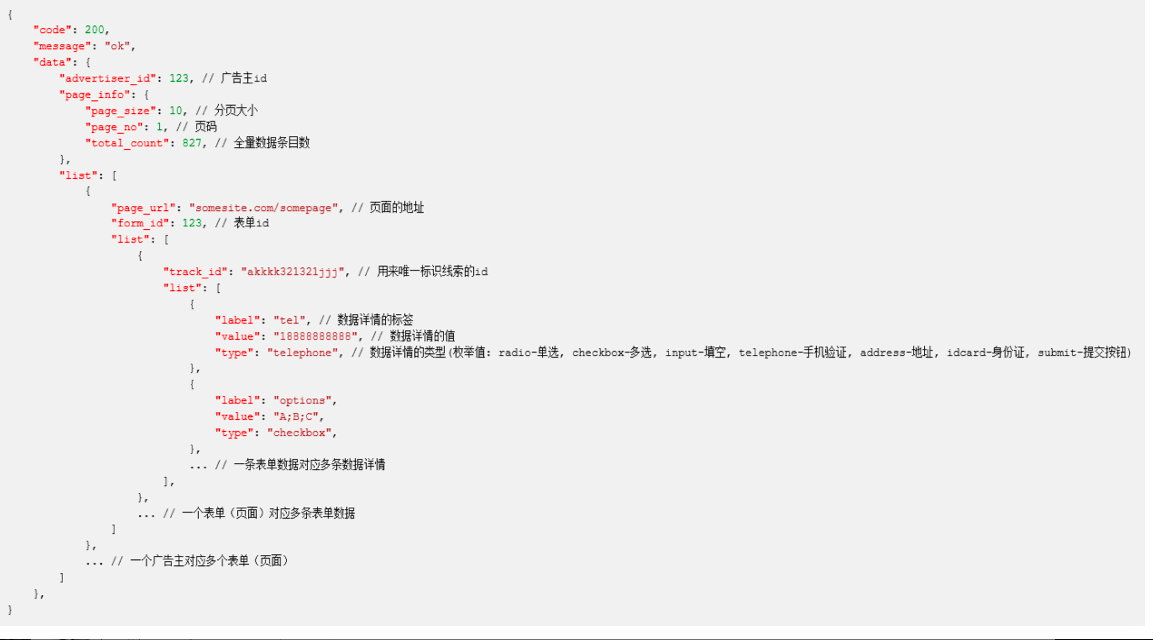 {
    "code": 200,
    "message": "ok",
    "data": {
        "advertiser_id": 123, // 广告主id
        "page_info": {
            "page_size": 10, // 分页大小
            "page_no": 1, // 页码
            "total_count": 827, // 全量数据条目数
        },
        "list": [
            {
                "page_url": "somesite.com/somepage", // 页面的地址
                "form_id": 123, // 表单id
                "list": [
                    {
                        "track_id": "akkkk321321jjj", // 用来唯一标识线索的id
                        "list": [
                            {
                                "label": "tel", // 数据详情的标签
                                "value": "18888888888", // 数据详情的值
                                "type": "telephone", // 数据详情的类型(枚举值: radio-单选, checkbox-多选, input-填空, telephone-手机验证, address-地址, idcard-身份证, submit-提交按钮)
                            },
                            {
                                "label": "options",
                                "value": "A;B;C",
                                "type": "checkbox",
                            },
                            ... // 一条表单数据对应多条数据详情
                        ],
                    },
                    ... // 一个表单（页面）对应多条表单数据
                ]
            },
            ... // 一个广告主对应多个表单（页面）
        ]
    },
}